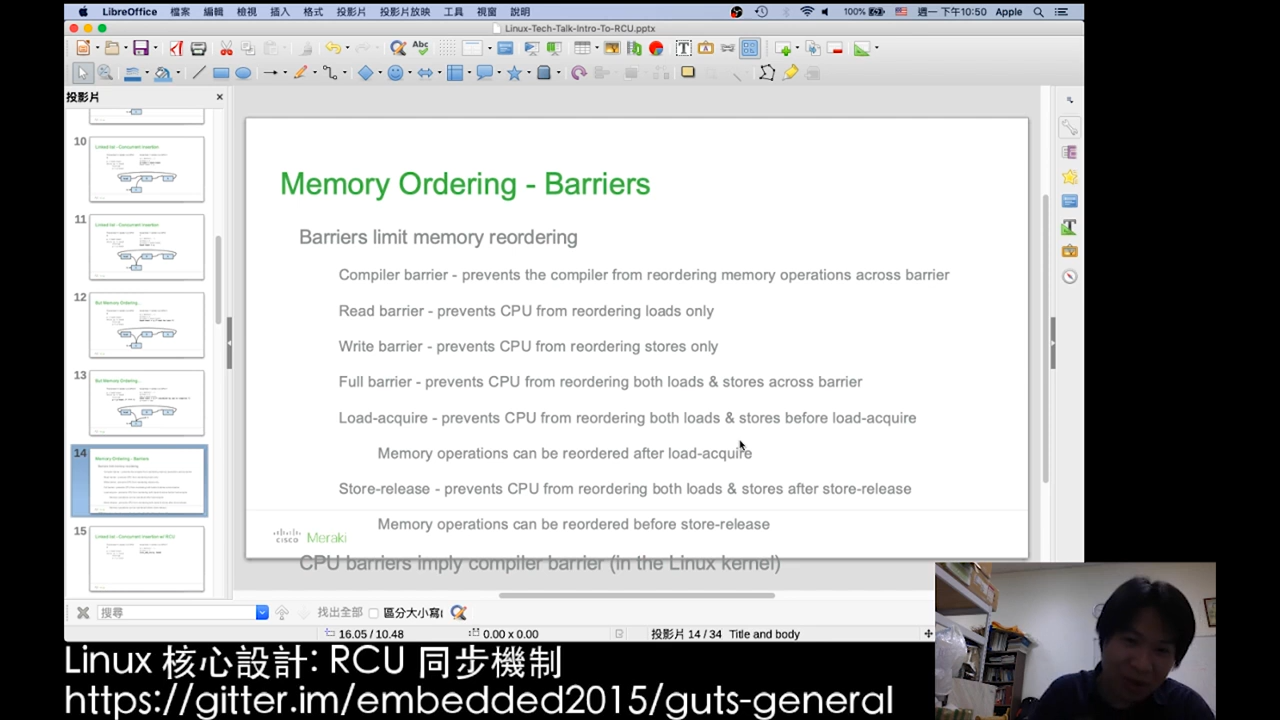 LibreOffice 檔案 編輯 檢視 插入 格式 投影片 投影片放映 工具 視窗 說明 100% 週一 下午10:50 Apple
Linux-Tech-Talk-Intro-To-RCU.pptx
Abc
投影片
10
11
12
13
14
15
Memory Ordering - Barriers
Barriers limit memory reordering
Compiler barrier - prevents the compiler from reordering memory operations across barrier
Read barrier - prevents CPU from reordering loads only
Write barrier - prevents CPU from reordering stores only
Full barrier - prevents CPU from reordering both loads & stores across barrier
Load-acquire - prevents CPU from reordering both loads & stores before load-acquire
Memory operations can be reordered after load-acquire
Store-release - prevents CPU from reordering both loads & stores after store-release
Memory operations can be reordered before store-release
CISCO Meraki
CPU barriers imply compiler barrier (in the Linux kernel)
搜尋 找出全部 區分大小寫(
16.05 / 10.48 0.00 x 0.00 投影片 14 / 34 Title and body
Linux 核心設計: RCU 同步機制
https://gitter.im/embedded2015/guts-general